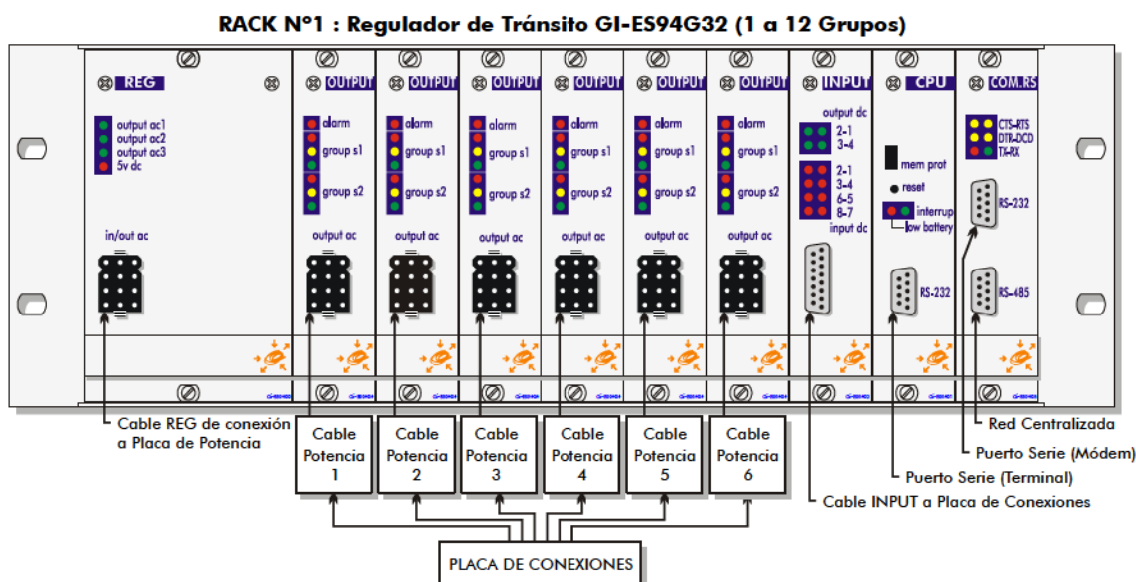 RACK Nº1 : Regulador de Tránsito GI-ES94G32 (1 a 12 Grupos)
REG
output ac1
output ac2
output ac3
5v dc
in/out ac
OUTPUT
alarm
group s1
group s2
output ac
OUTPUT
alarm
group s1
group s2
output ac
OUTPUT
alarm
group s1
group s2
output ac
OUTPUT
alarm
group s1
group s2
output ac
OUTPUT
alarm
group s1
group s2
output ac
OUTPUT
alarm
group s1
group s2
output ac
INPUT
output dc
2-1
3-4
2-1
3-4
6-5
8-7
input dc
CPU
mem prot
reset
interrup
low battery
RS-232
COM.RS
CTS-RTS
DTR-DCD
TX-RX
RS-232
RS-485
Cable REG de conexión
a Placa de Potencia
Cable
Potencia
1
Cable
Potencia
2
Cable
Potencia
3
Cable
Potencia
4
Cable
Potencia
5
Cable
Potencia
6
Red Centralizada
Puerto Serie (Módem)
Puerto Serie (Terminal)
Cable INPUT a Placa de Conexiones
PLACA DE CONEXIONES